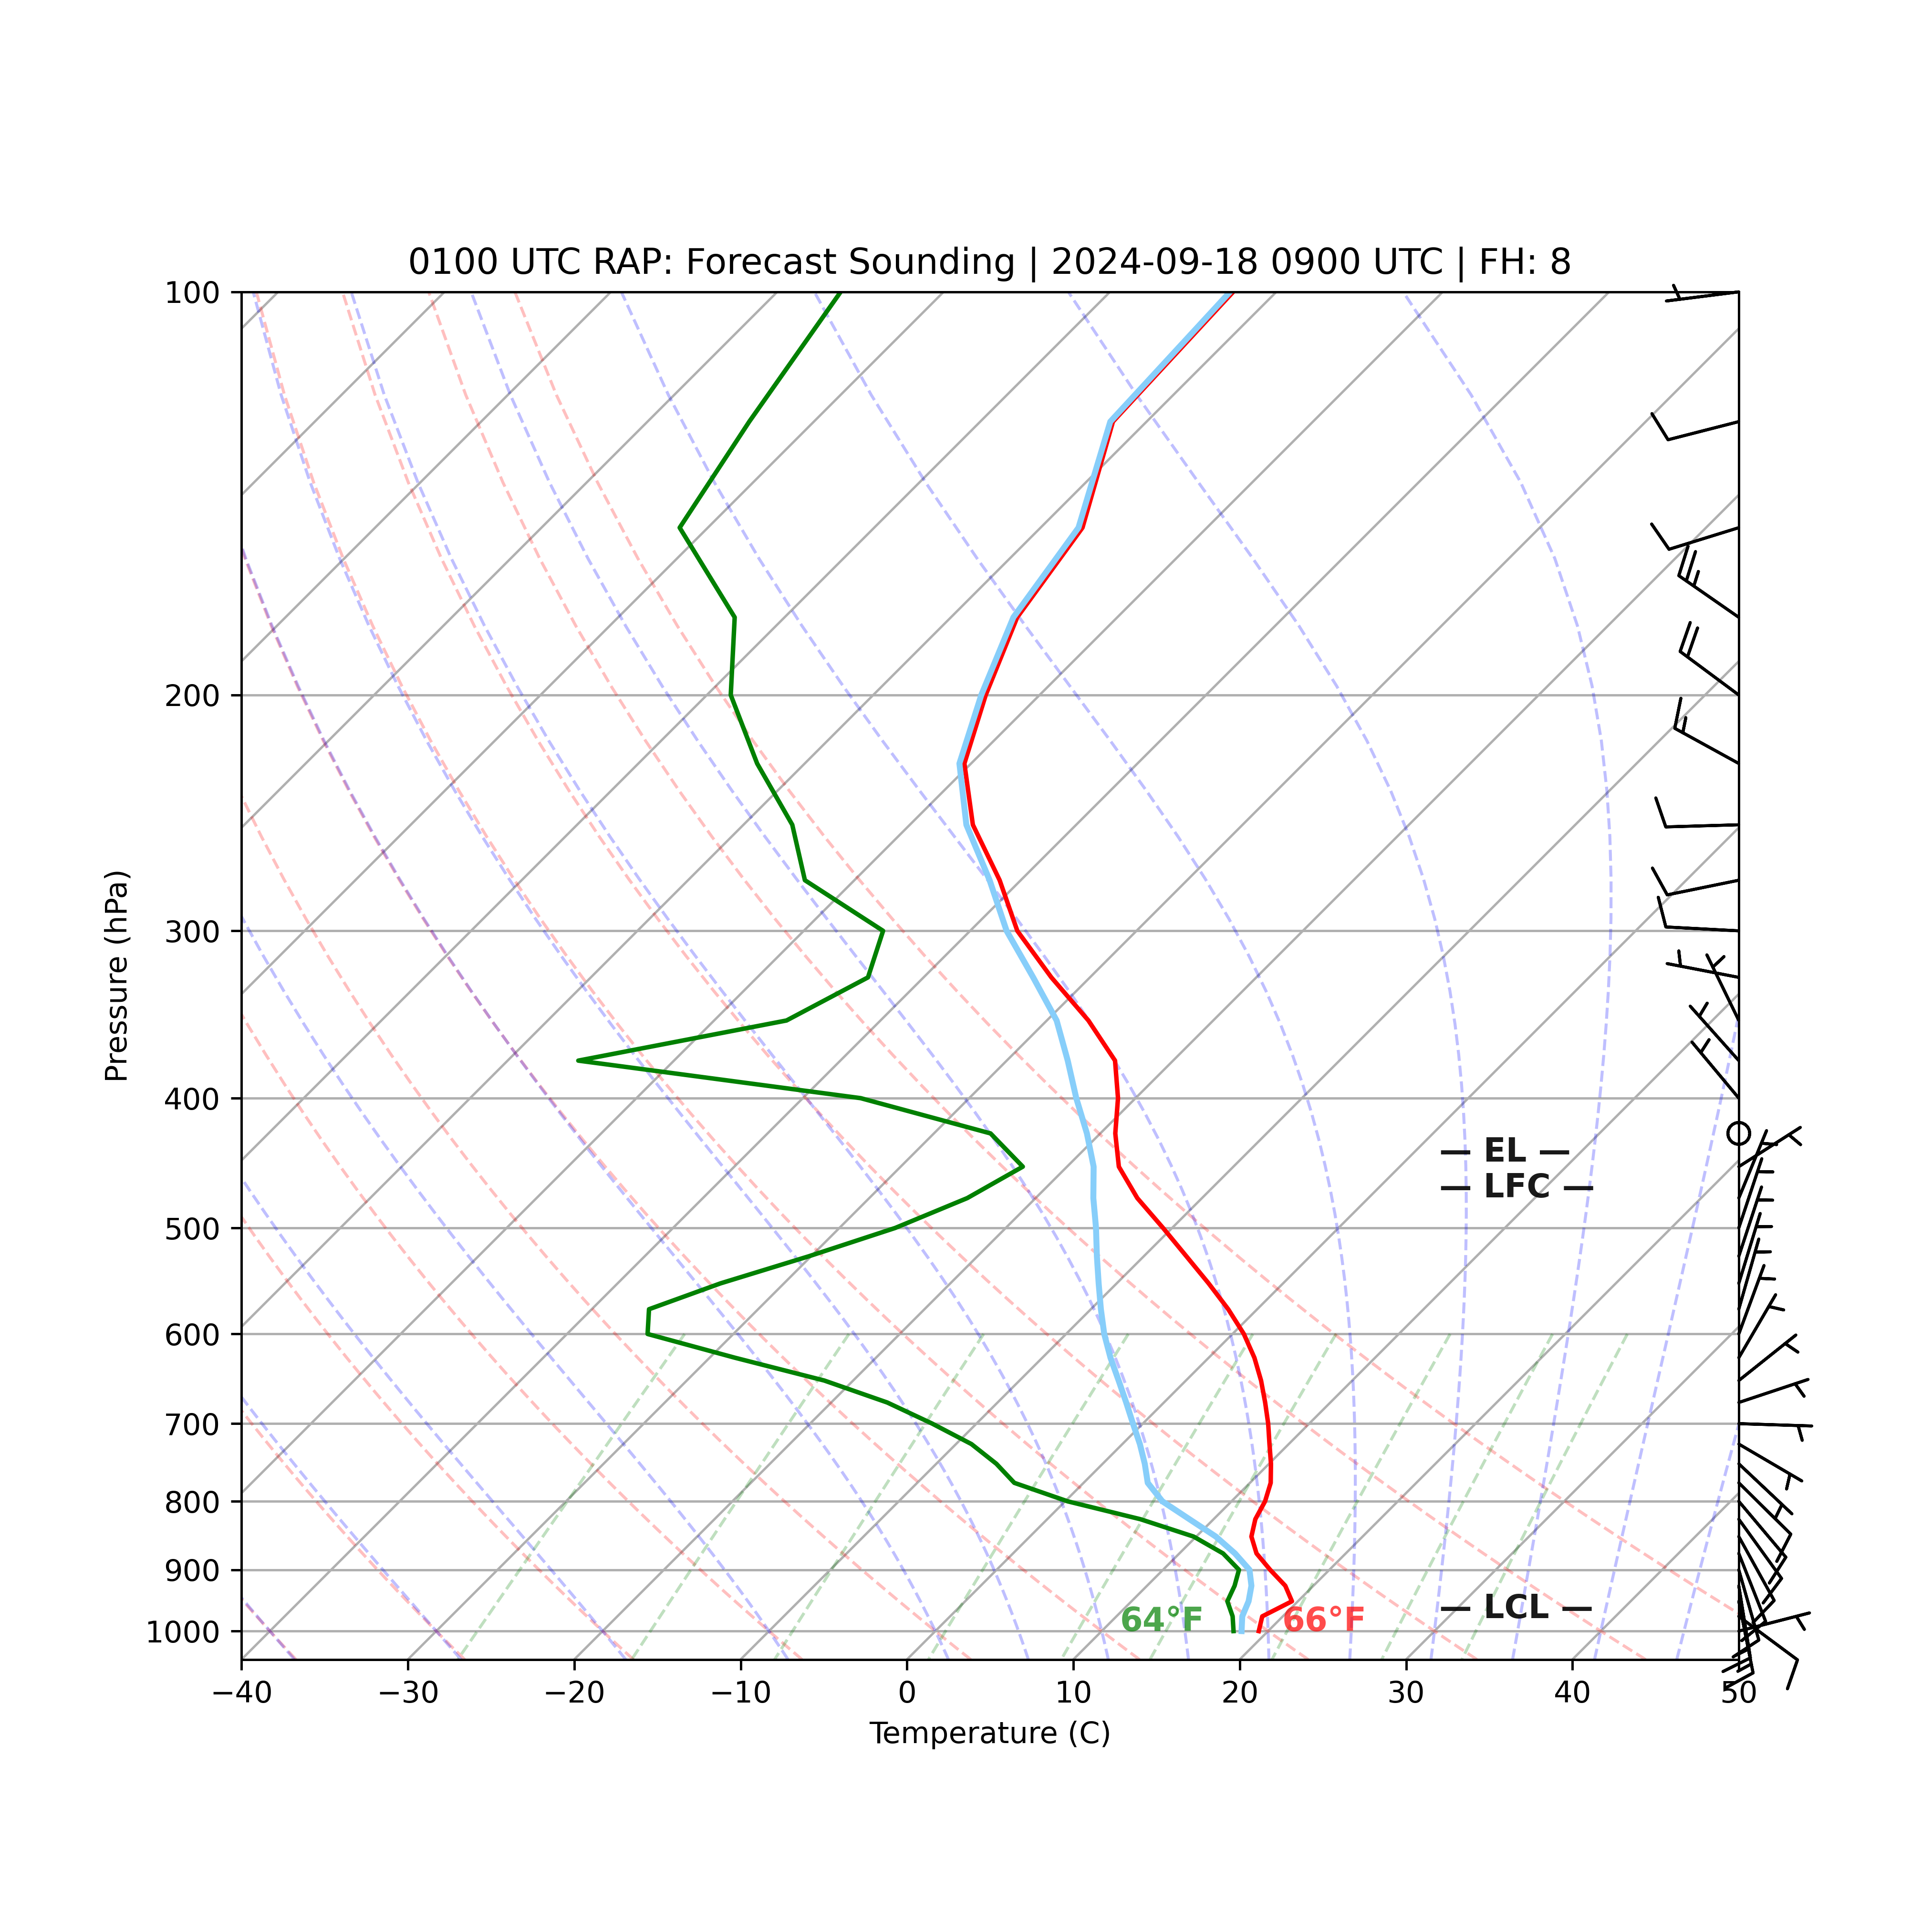 0100 UTC RAP: Forecast Sounding | 2024-09-18 0900 UTC | FH: 8
100
200
300
400
500
600
700
800
900
1000
Pressure (hPa)
— EL —
— LFC —
— LCL —
64°F
66°F
−40 −30 −20 −10 0 10 20 30 40 50
Temperature (C)